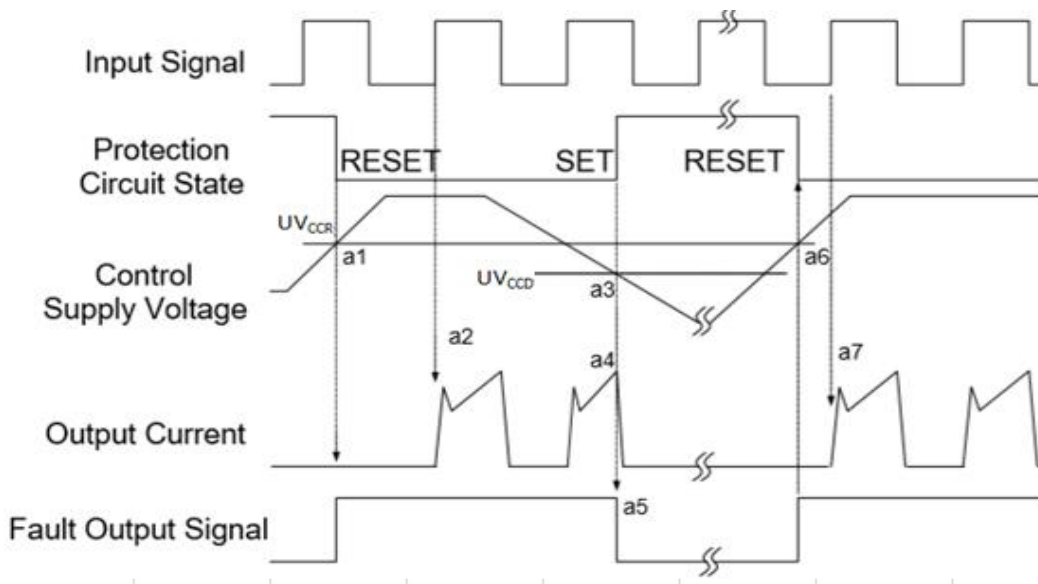 Input Signal
Protection
Circuit State
RESET
SET
RESET
UVCCR
a1
a6
Control
Supply Voltage
UVCCD
a3
a2
a4
a7
Output Current
a5
Fault Output Signal